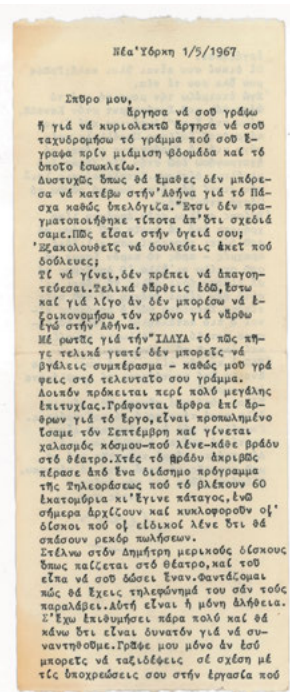 Νέα Ὑόρκη 1/5/1967
Σπῦρο μου,
ἄργησα νά σοῦ γράψω
ἤ γιά νά κυριολεκτῶ ἄργησα νά σοῦ
ταχυδρομήσω τό γράμμα πού σοῦ ἔ-
γραψα πρίν μιάμιση βδομάδα καί τό
ὁποῖο ἐσωκλείω.
Δυστυχῶς ὅπως θά ἔμαθες δέν μπόρε-
σα νά κατέβω στήν Ἀθήνα γιά τό Πά-
σχα καθώς ὑπελόγιζα. Ἔτσι δέν πρα-
γματοποιήθηκε τίποτα ἀπ' ὅτι σχεδιά
σαμε.Πῶς εἶσαι στήν ὑγειά σου;
Ἐξακολουθεῖς νά δουλεύεις ἐκεῖ πού
δούλευες;
Τί νά γίνει,δέν πρέπει νά ἀπαγοη-
τεύεσαι.Τελικά θἄρθεις ἐδῶ,ἔστω
καί γιά λίγο ἄν δέν μπορέσω νά ἐ-
ξοικονομήσω τόν χρόνο γιά νἄρθω
ἐγώ στήν Ἀθήνα.
Μέ ρωτᾶς γιά τήν "ΙΛΛΥΑ τό πῶς πῆ-
γε τελικά γιατί δέν μπορεῖς νά
βγάλεις συμπέρασμα - καθώς μοῦ γρά
φεις στό τελευταῖο σου γράμμα.
Λοιπόν πρόκειται περί πολύ μεγάλης
ἐπιτυχίας.Γράφονται ἄρθρα ἐπί ἄρ-
θρων γιά τό ἔργο,εἶναι προπωλημένο
ἴσαμε τόν Σεπτέμβρη καί γίνεται
χαλασμός κόσμου-πού λένε-κάθε βράδυ
στό θέατρο.Χτές τό βράδυ ἀκριβῶς
πέρασε ἀπό ἕνα διάσημο πρόγραμμα
τῆς Τηλεοράσεως πού τό βλέπουν 60
ἑκατομύρια κι' ἔγινε πάταγος,ἐνῶ
σήμερα ἀρχίζουν καί κυκλοφοροῦν οἱ
δίσκοι πού οἱ εἰδικοί λένε ὅτι θά
σπάσουν ρεκόρ πωλήσεων.
Στέλνω στόν Δημήτρη μερικούς δίσκους
ὅπως παίζεται στό θέατρο,καί τοῦ
εἶπα νά σοῦ δώσει ἕναν.Φαντάζομαι
πώς θά ἔχεις τηλεφώνημά του σάν τούς
παραλάβει.Αὐτή εἶναι ἡ μόνη ἀλήθεια.
Σ'ἔχω ἐπιθυμήσει πάρα πολύ καί θά
κάνω ὅτι εἶναι δυνατόν γιά νά συ-
ναντηθοῦμε.Γράψε μου μόνο ἄν ἐσύ
μπορεῖς νά ταξιδέψεις σέ σχέση μέ
τίς ὑποχρεώσεις σου στήν ἐργασία πού